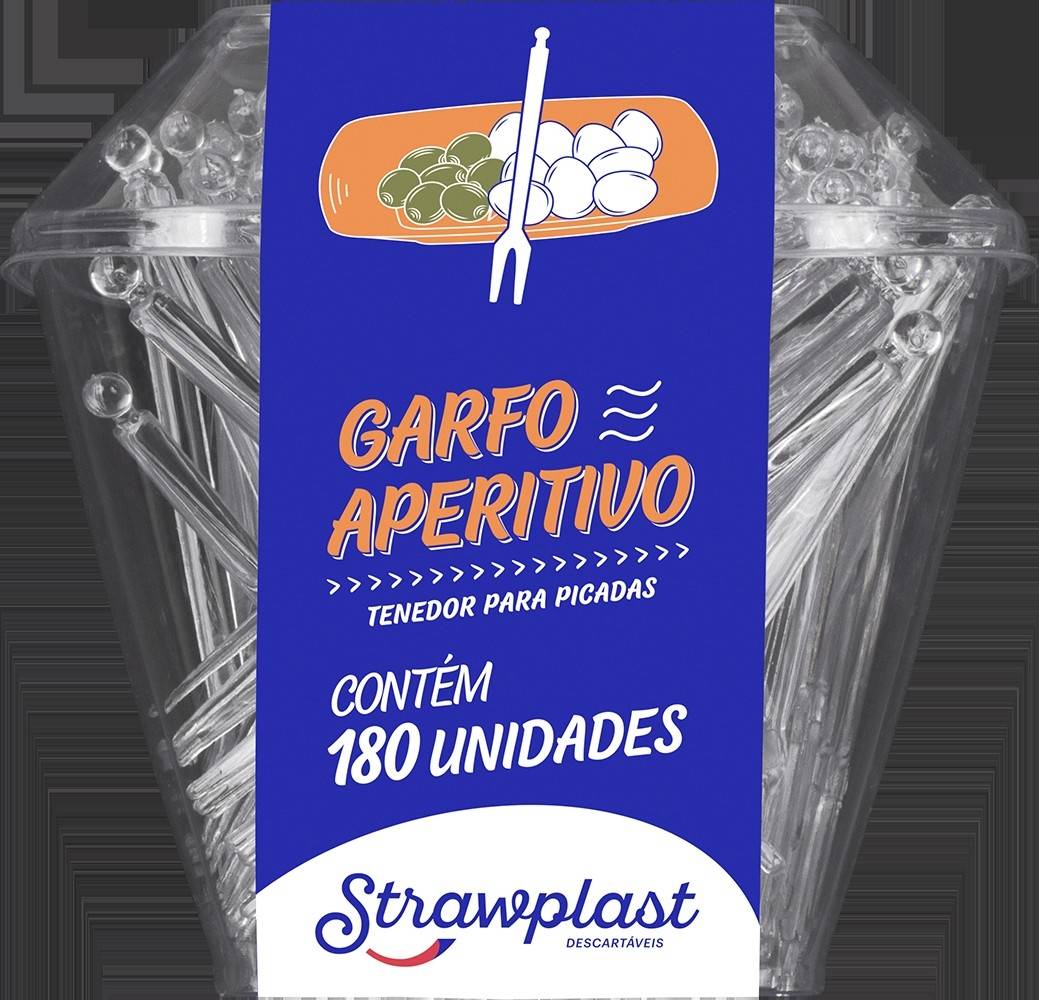 GARFO
APERITIVO
TENEDOR PARA PICADAS
CONTÉM
180 UNIDADES
Strawplast
DESCARTÁVEIS